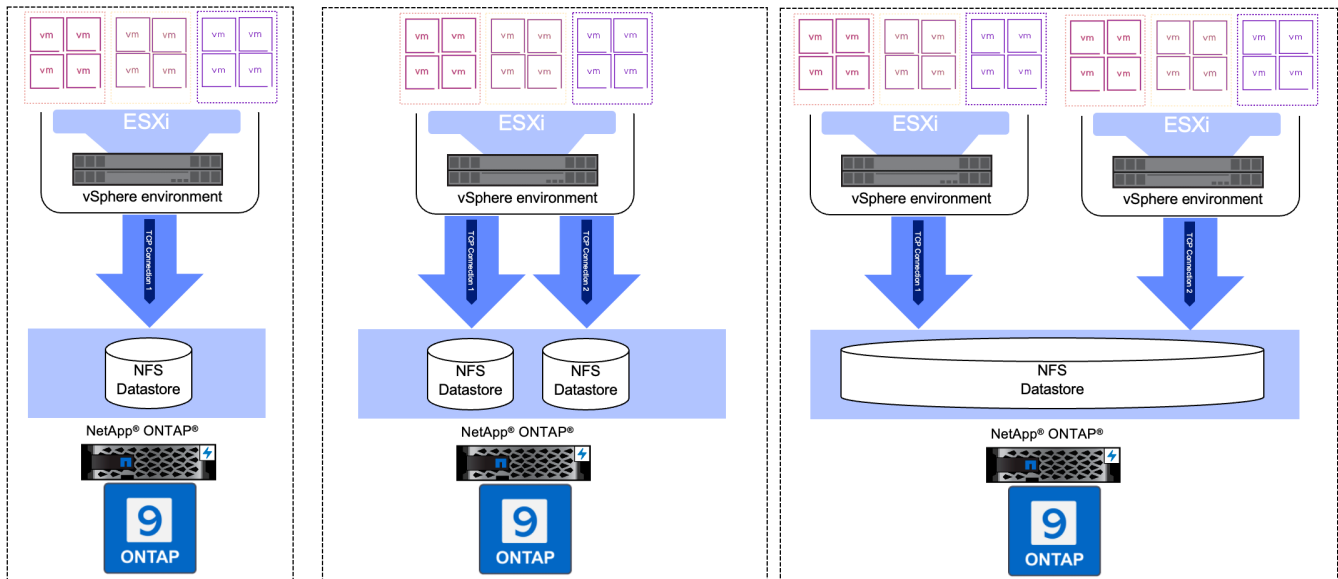 vm vm vm vm vm vm
vm vm vm vm vm vm
ESXi
vSphere environment
TCP Connection 1
NFS
Datastore
NetApp® ONTAP®
9
ONTAP
vm vm vm vm vm vm
vm vm vm vm vm vm
ESXi
vSphere environment
TCP Connection 1
TCP Connection 2
NFS
Datastore
NFS
Datastore
NetApp® ONTAP®
9
ONTAP
vm vm vm vm vm vm
vm vm vm vm vm vm
ESXi
vSphere environment
TCP Connection 1
vm vm vm vm vm vm
vm vm vm vm vm vm
ESXi
vSphere environment
TCP Connection 2
NFS
Datastore
NetApp® ONTAP®
9
ONTAP